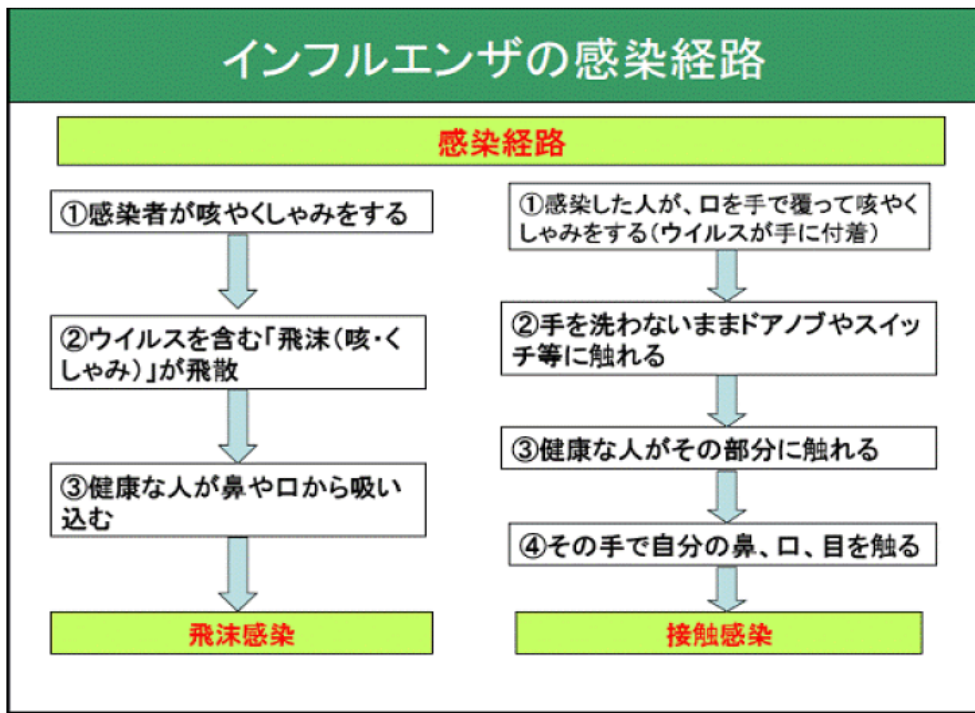 インフルエンザの感染経路
感染経路
①感染者が咳やくしゃみをする
②ウイルスを含む「飛沫(咳・く
しゃみ)」が飛散
③健康な人が鼻や口から吸い
込む
飛沫感染
①感染した人が、口を手で覆って咳やく
しゃみをする(ウイルスが手に付着)
②手を洗わないままドアノブやスイッ
チ等に触れる
③健康な人がその部分に触れる
④その手で自分の鼻、口、目を触る
接触感染